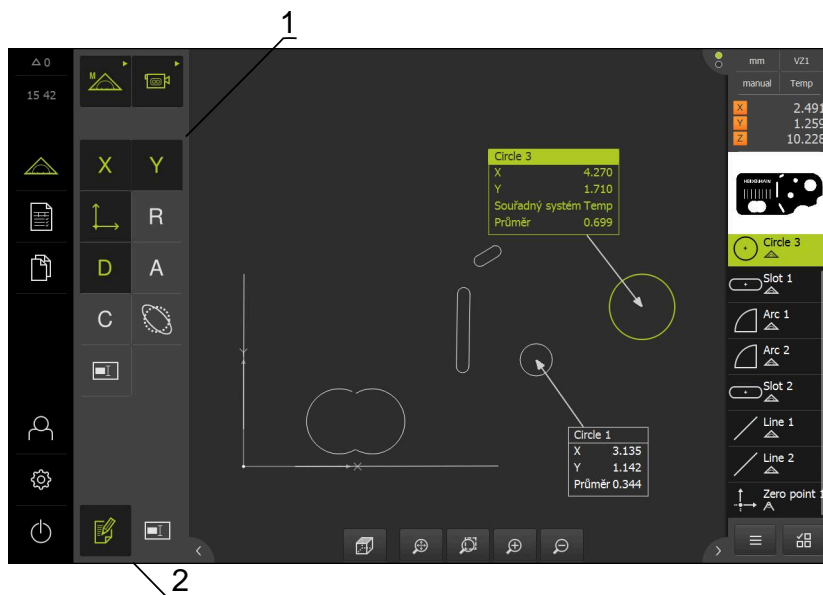 1
△ 0
mm
VZ1
15 42
M
manual
Temp
X 2.491
Y 1.259
Z 10.228
X Y
R
D A
C
Circle 3
X 4.270
Y 1.710
Souřadný systém Temp
Průměr 0.699
HEIDENHAIN
Circle 3
Slot 1
Arc 1
Arc 2
Slot 2
Line 1
Line 2
Zero point 1
Y
X
Circle 1
X 3.135
Y 1.142
Průměr 0.344
2